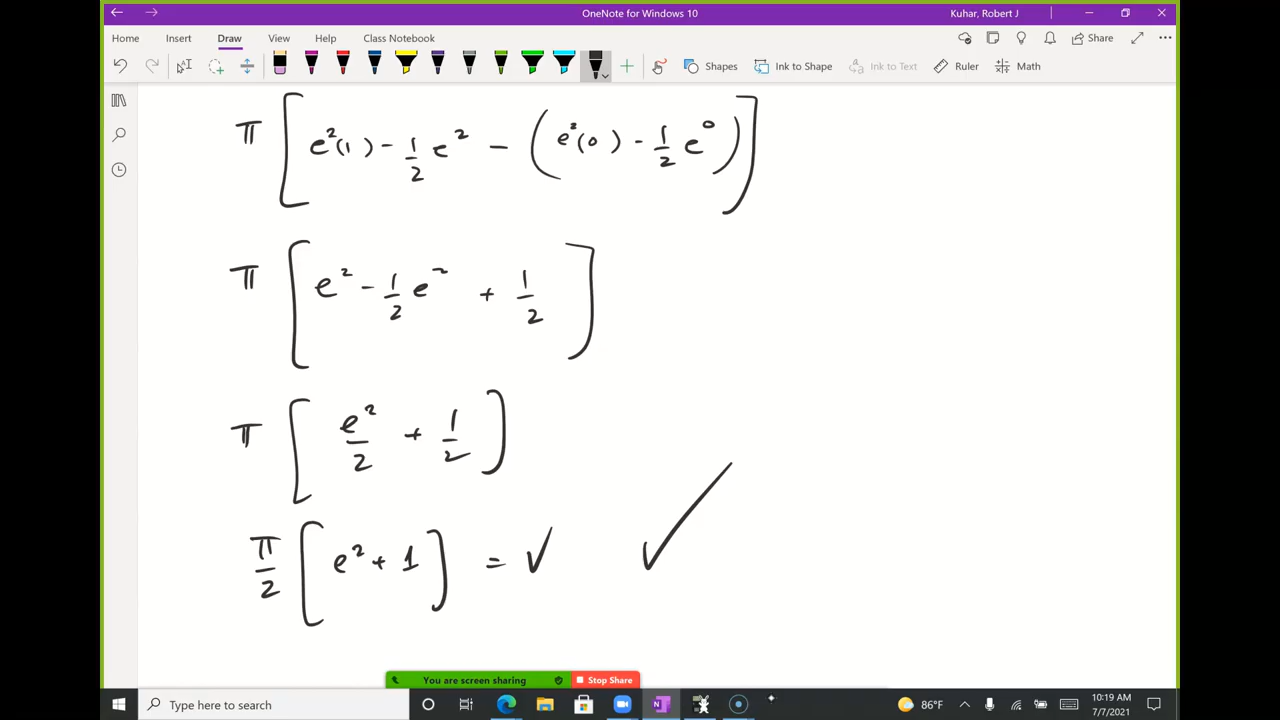 OneNote for Windows 10
Kuhar, Robert J
Home Insert Draw View Help Class Notebook
Share
Shapes Ink to Shape Ink to Text Ruler Math
π [ e²(1) - 1/2 e² - ( e²(0) - 1/2 e⁰ ) ]
π [ e² - 1/2 e² + 1/2 ]
π [ e²/2 + 1/2 ]
π/2 [ e² + 1 ] = V
You are screen sharing Stop Share
Type here to search
86°F
10:19 AM
7/7/2021